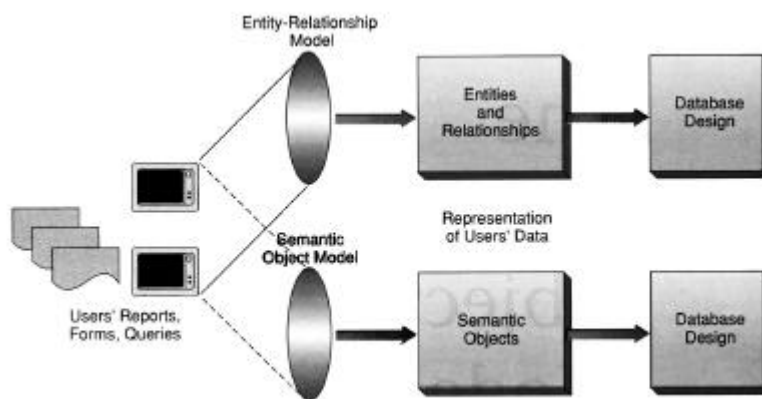 Entity-Relationship
Model
Entities
and
Relationships
Database
Design
Users' Reports,
Forms, Queries
Semantic
Object Model
Representation
of Users' Data
Semantic
Objects
Database
Design